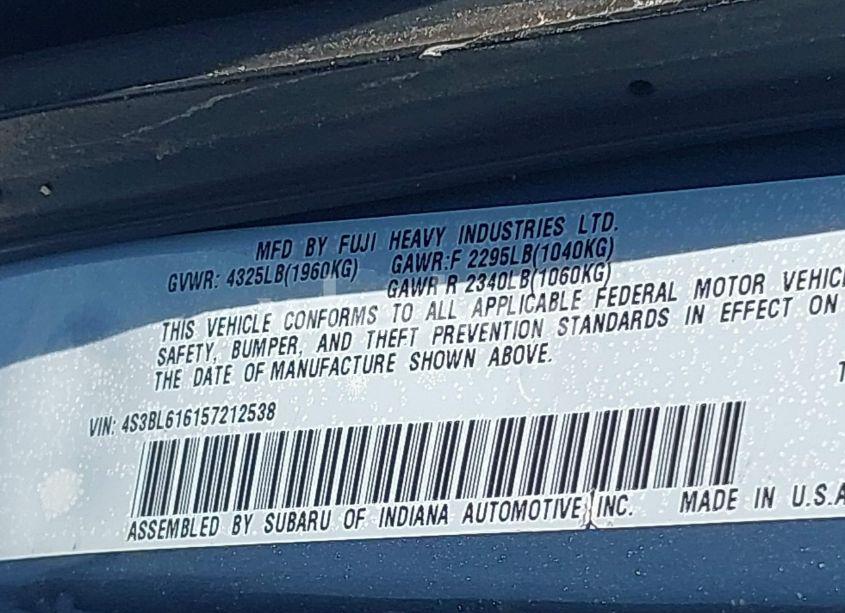 MFD BY FUJI HEAVY INDUSTRIES LTD.
GVWR: 4325LB(1960KG) GAWR:F 2295LB(1040KG)
GAWR R 2340LB(1060KG)
THIS VEHICLE CONFORMS TO ALL APPLICABLE FEDERAL MOTOR VEHIC
SAFETY, BUMPER, AND THEFT PREVENTION STANDARDS IN EFFECT ON
THE DATE OF MANUFACTURE SHOWN ABOVE.
VIN: 4S3BL616157212538
ASSEMBLED BY SUBARU OF INDIANA AUTOMOTIVE, INC. MADE IN U.S.A